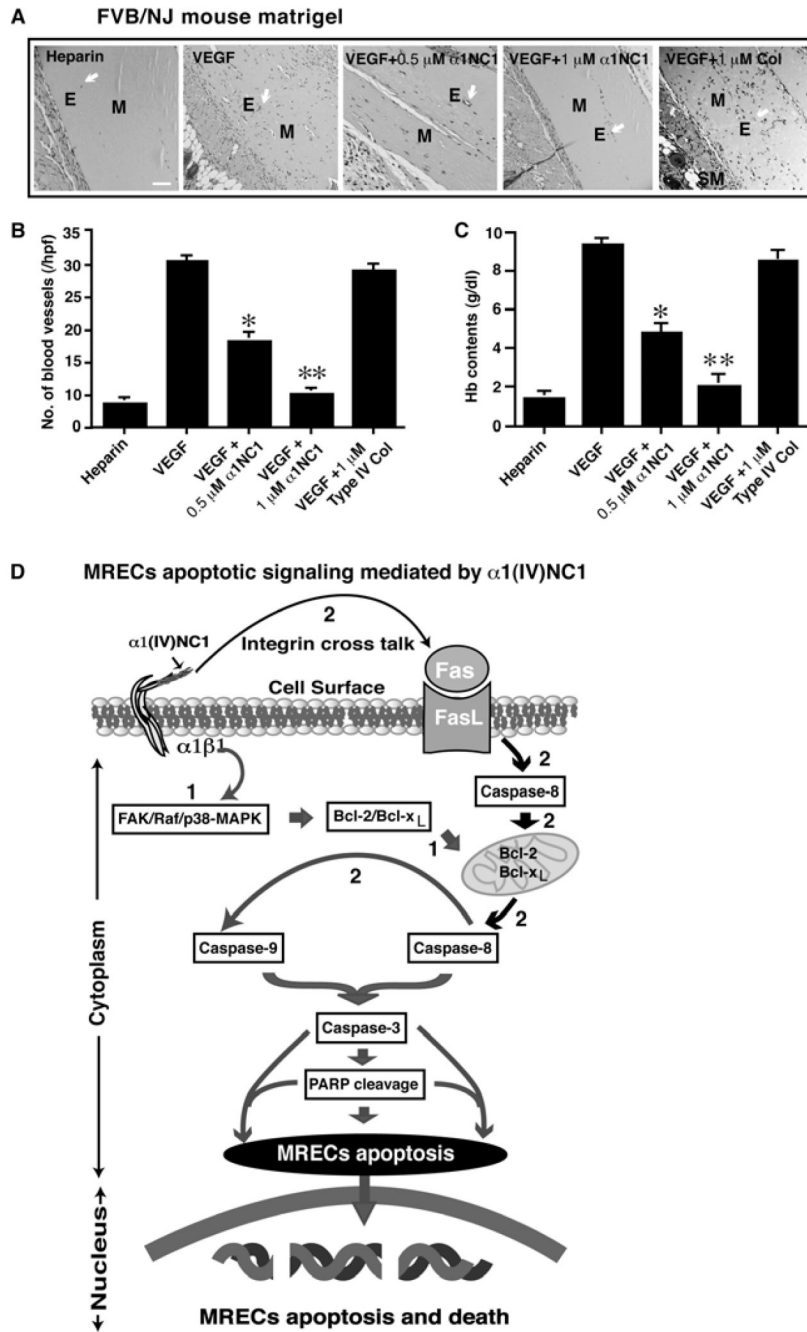 A FVB/NJ mouse matrigel
Heparin
E
M
VEGF
E
M
VEGF+0.5 μM α1NC1
E
M
VEGF+1 μM α1NC1
M
E
VEGF+1 μM Col
M
E
SM
B
No. of blood vessels (/hpf)
40
30
20
10
0
Heparin
VEGF
VEGF +
0.5 μM α1NC1
VEGF +
1 μM α1NC1
VEGF +1 μM
Type IV Col
*
**
C
Hb contents (g/dl)
10
8
6
4
2
0
Heparin
VEGF
VEGF +
0.5 μM α1NC1
VEGF +
1 μM α1NC1
VEGF +1 μM
Type IV Col
*
**
D MRECs apoptotic signaling mediated by α1(IV)NC1
2
α1(IV)NC1
Integrin cross talk
Fas
Cell Surface
FasL
α1β1
2
1
Caspase-8
FAK/Raf/p38-MAPK
Bcl-2/Bcl-xL
2
1
Bcl-2
Bcl-xL
2
2
Caspase-9
Caspase-8
Cytoplasm
Caspase-3
PARP cleavage
MRECs apoptosis
Nucleus
MRECs apoptosis and death